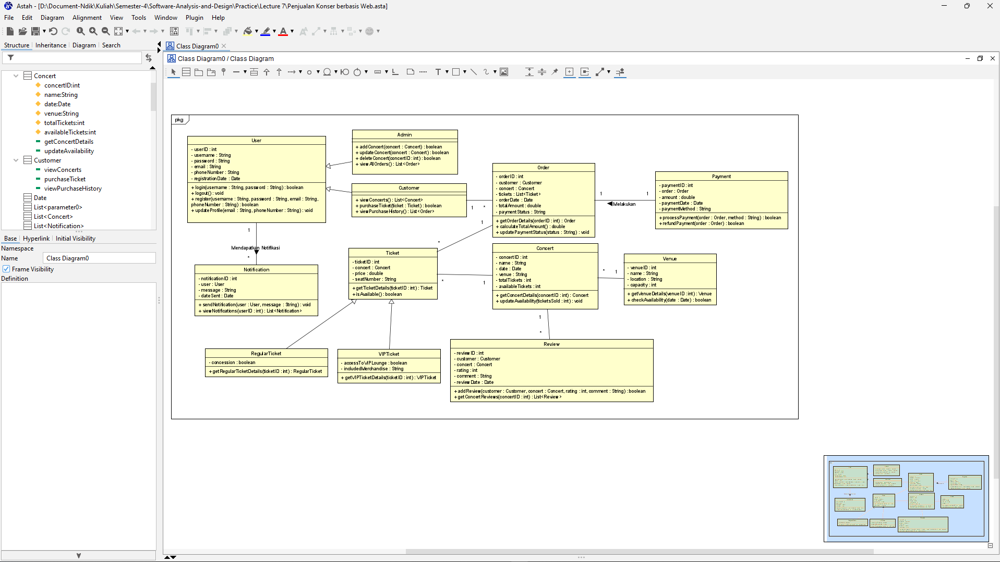 Astah - [D:\Document-Ndik\Kuliah\Semester-4\Software-Analysis-and-Design\Practice\Lecture 7\Penjualan Konser berbasis Web.asta]
File Edit Diagram Alignment View Tools Window Plugin Help
Structure Inheritance Diagram Search
Class Diagram0
Class Diagram0 / Class Diagram
Concert
concertID:int
name:String
date:Date
venue:String
totalTickets:int
availableTickets:int
getConcertDetails
updateAvailability
Customer
viewConcerts
purchaseTicket
viewPurchaseHistory
Date
List<parameter0>
List<Concert>
List<Notification>
Base Hyperlink Initial Visibility
Namespace
Name Class Diagram0
Frame Visibility
Definition
pkg
User
- userID : int
- username : String
- password : String
- email : String
- phoneNumber : String
- registrationDate : Date
+ login(username : String, password : String) : boolean
+ logout() : void
+ register(username : String, password : String, email : String,
phoneNumber : String) : boolean
+ updateProfile(email : String, phoneNumber : String) : void
Admin
+ addConcert(concert : Concert) : boolean
+ updateConcert(concert : Concert) : boolean
+ deleteConcert(concertID : int) : boolean
+ viewAllOrders() : List<Order>
Customer
+ viewConcerts() : List<Concert>
+ purchaseTicket(ticket : Ticket) : boolean
+ viewPurchaseHistory() : List<Order>
1 *
Order
- orderID : int
- customer : Customer
- concert : Concert
- tickets : List<Ticket>
- orderDate : Date
- totalAmount : double
- paymentStatus : String
+ getOrderDetails(orderID : int) : Order
+ calculateTotalAmount() : double
+ updatePaymentStatus(status : String) : void
1 1
Melakukan
Payment
- paymentID : int
- order : Order
- amount : double
- paymentDate : Date
- paymentMethod : String
+ processPayment(order : Order, method : String) : boolean
+ refundPayment(order : Order) : boolean
1
Mendapatkan Notifikasi
*
Notification
- notificationID : int
- user : User
- message : String
- dateSent : Date
+ sendNotification(user : User, message : String) : void
+ viewNotifications(userID : int) : List<Notification>
1
*
Ticket
- ticketID : int
- concert : Concert
- price : double
- seatNumber : String
+ getTicketDetails(ticketID : int) : Ticket
+ isAvailable() : boolean
* 1
Concert
- concertID : int
- name : String
- date : Date
- venue : String
- totalTickets : int
- availableTickets : int
+ getConcertDetails(concertID : int) : Concert
+ updateAvailability(ticketsSold : int) : void
* 1
Venue
- venueID : int
- name : String
- location : String
- capacity : int
+ getVenueDetails(venueID : int) : Venue
+ checkAvailability(date : Date) : boolean
1
*
RegularTicket
- concession : boolean
+ getRegularTicketDetails(ticketID : int) : RegularTicket
VIPTicket
- accessToVIPLounge : boolean
- includedMerchandise : String
+ getVIPTicketDetails(ticketID : int) : VIPTicket
Review
- reviewID : int
- customer : Customer
- concert : Concert
- rating : int
- comment : String
- reviewDate : Date
+ addReview(customer : Customer, concert : Concert, rating : int, comment : String) : boolean
+ getConcertReviews(concertID : int) : List<Review>